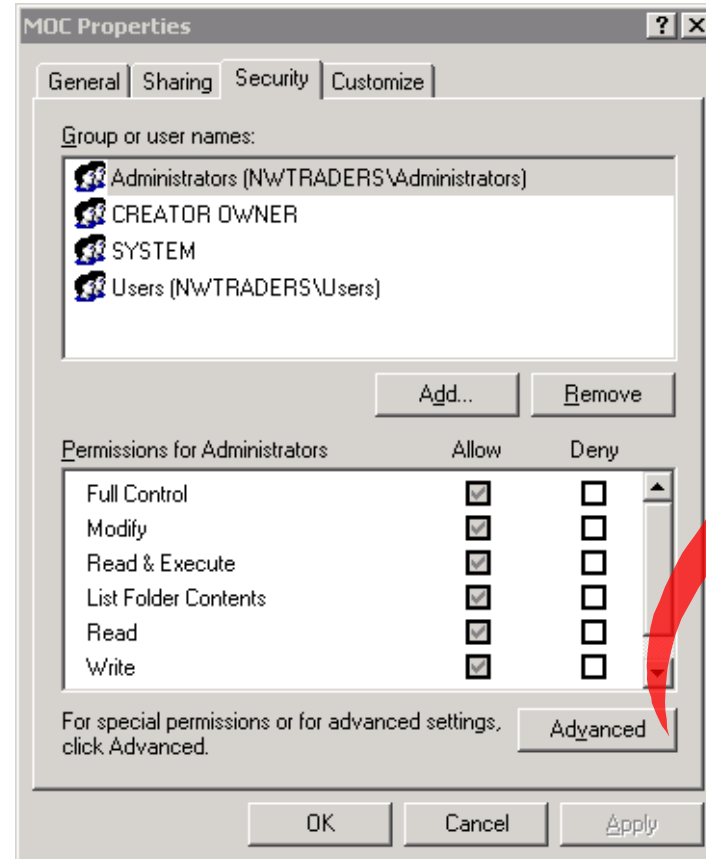 MOC Properties
General Sharing Security Customize
Group or user names:
Administrators (NWTRADERS\Administrators)
CREATOR OWNER
SYSTEM
Users (NWTRADERS\Users)
Add... Remove
Permissions for Administrators Allow Deny
Full Control
Modify
Read & Execute
List Folder Contents
Read
Write
For special permissions or for advanced settings, Advanced
click Advanced.
OK Cancel Apply